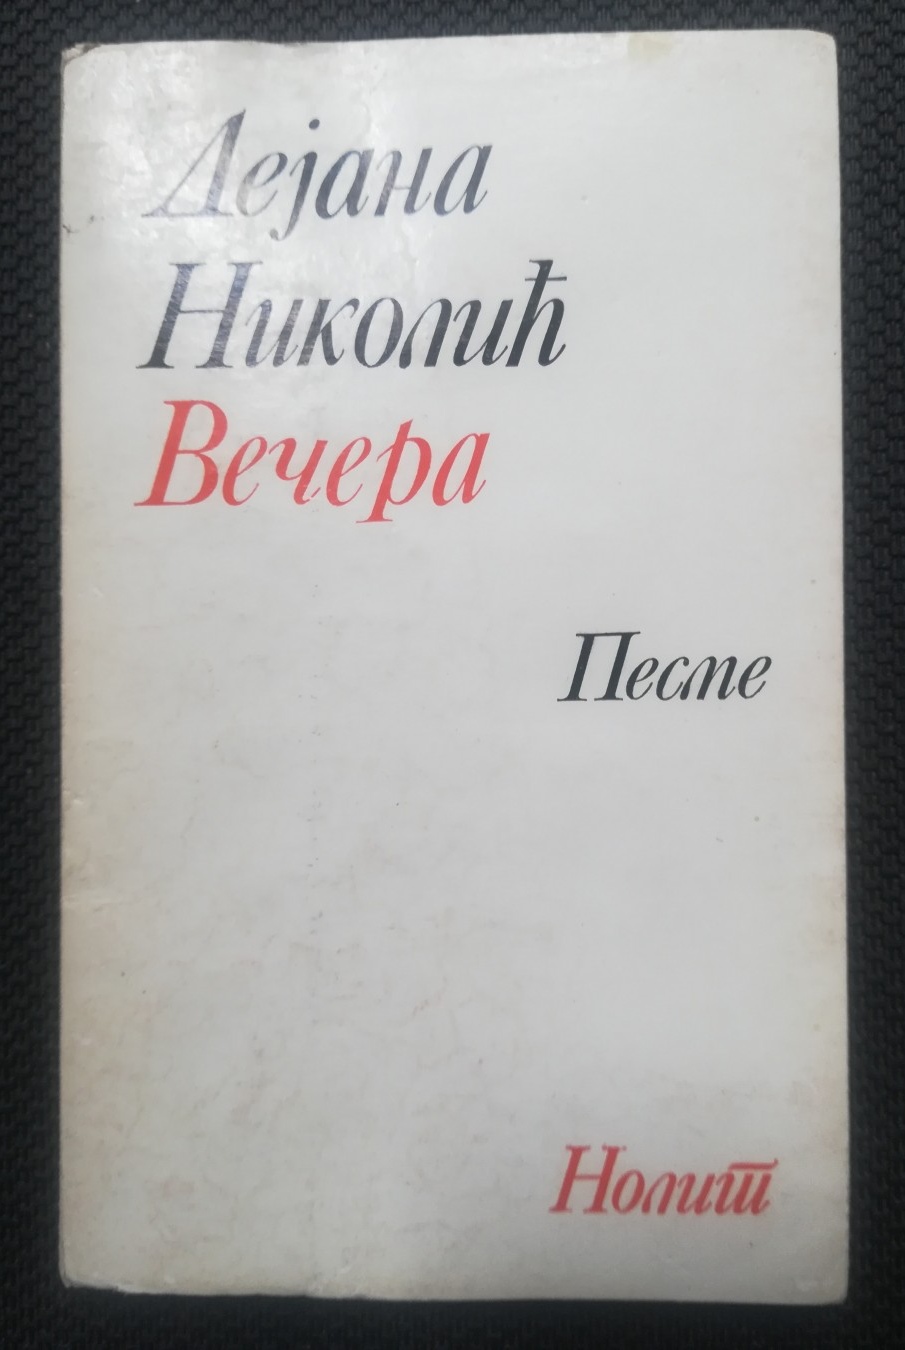 Дејана
Николић
Вечера
Песме
Нолит